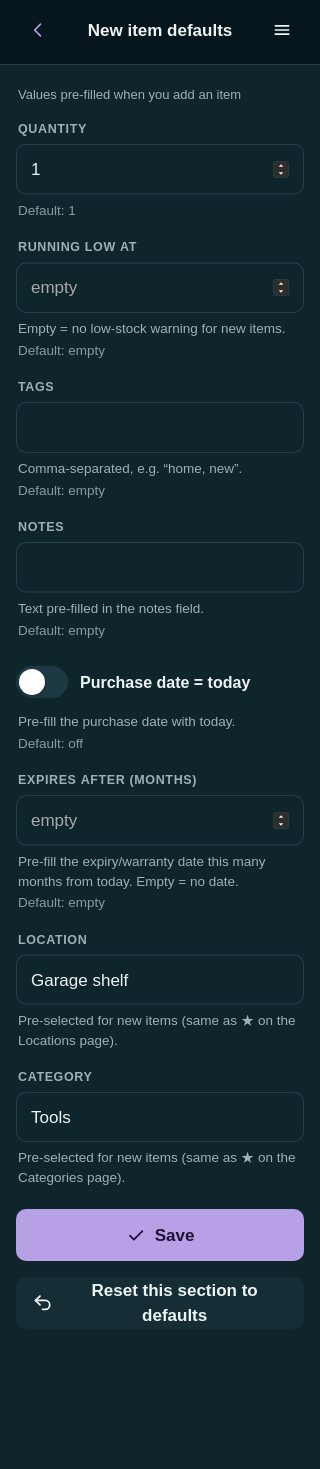 New item defaults
Values pre-filled when you add an item
QUANTITY
1
Default: 1
RUNNING LOW AT
empty
Empty = no low-stock warning for new items.
Default: empty
TAGS
Comma-separated, e.g. “home, new”.
Default: empty
NOTES
Text pre-filled in the notes field.
Default: empty
Purchase date = today
Pre-fill the purchase date with today.
Default: off
EXPIRES AFTER (MONTHS)
empty
Pre-fill the expiry/warranty date this many
months from today. Empty = no date.
Default: empty
LOCATION
Garage shelf
Pre-selected for new items (same as ★ on the
Locations page).
CATEGORY
Tools
Pre-selected for new items (same as ★ on the
Categories page).
Save
Reset this section to
defaults